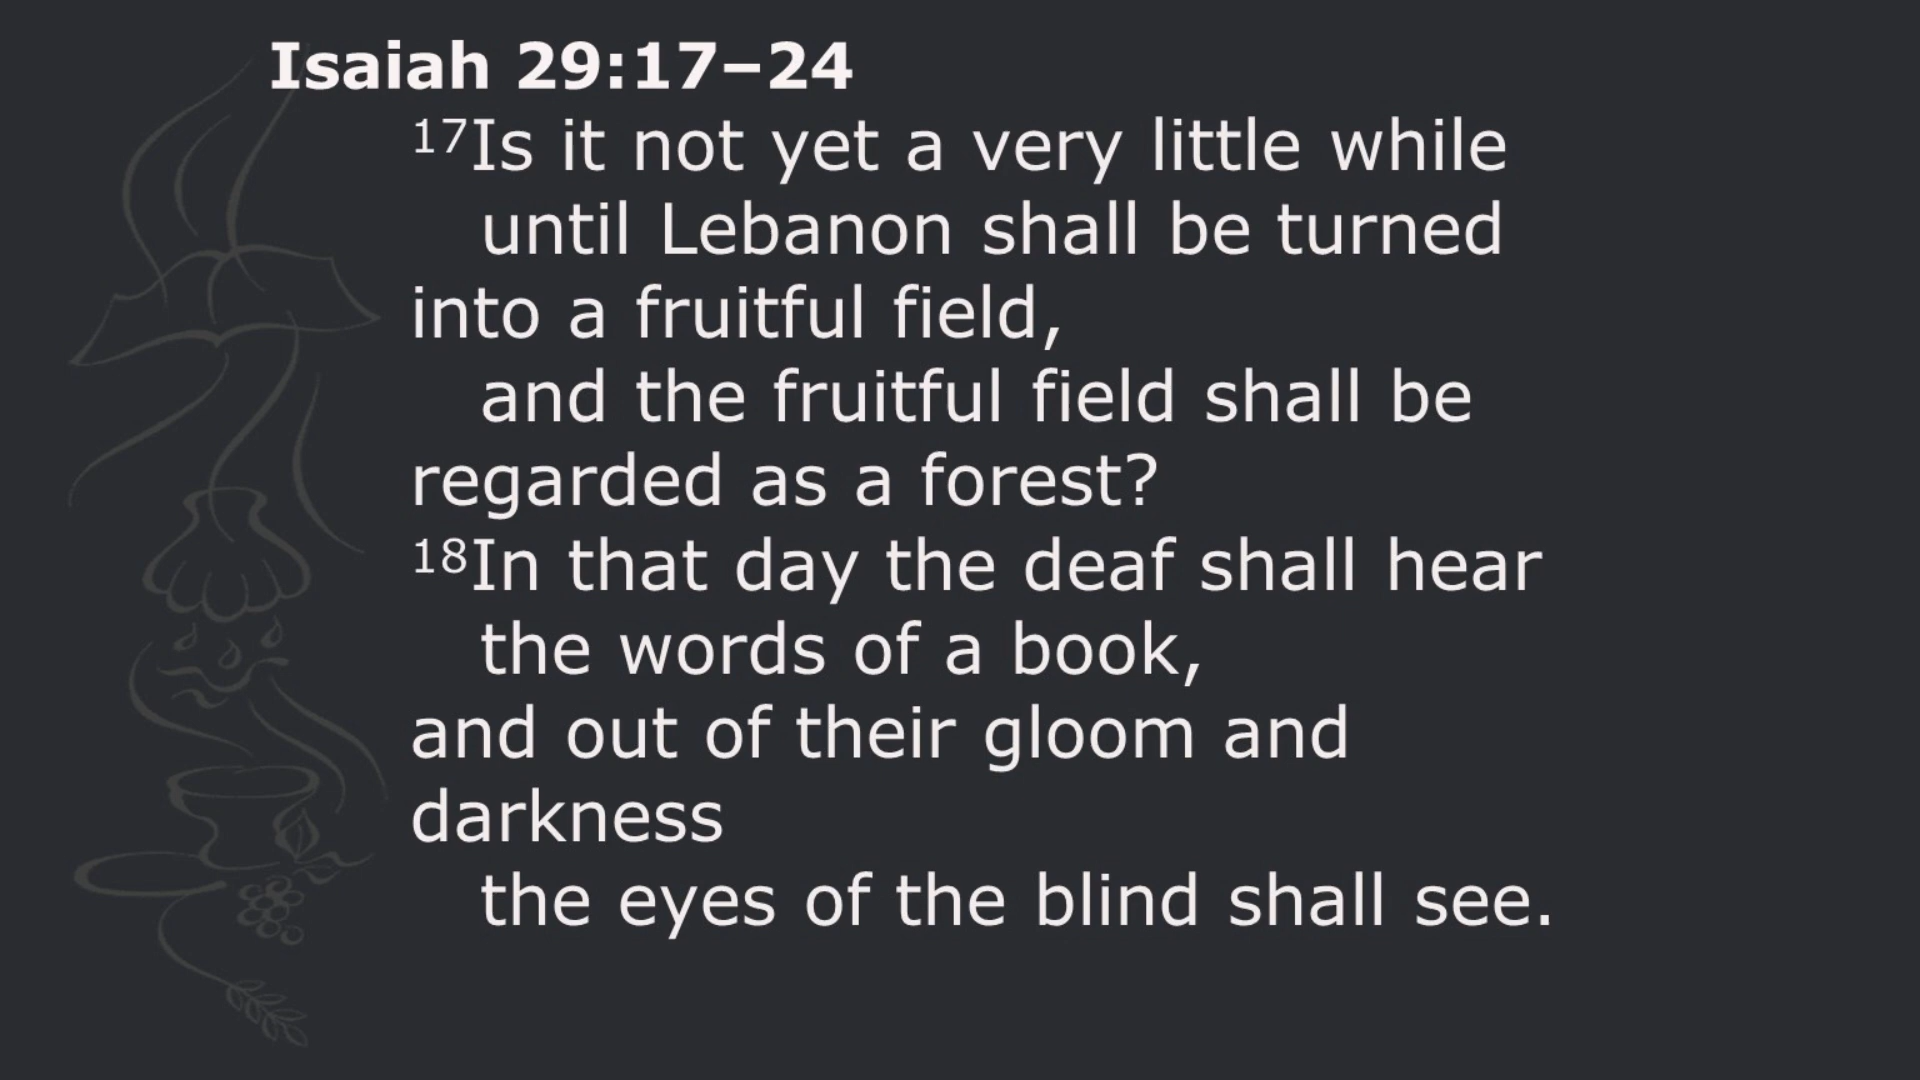 Isaiah 29:17–24
17Is it not yet a very little while
until Lebanon shall be turned
into a fruitful field,
and the fruitful field shall be
regarded as a forest?
18In that day the deaf shall hear
the words of a book,
and out of their gloom and
darkness
the eyes of the blind shall see.